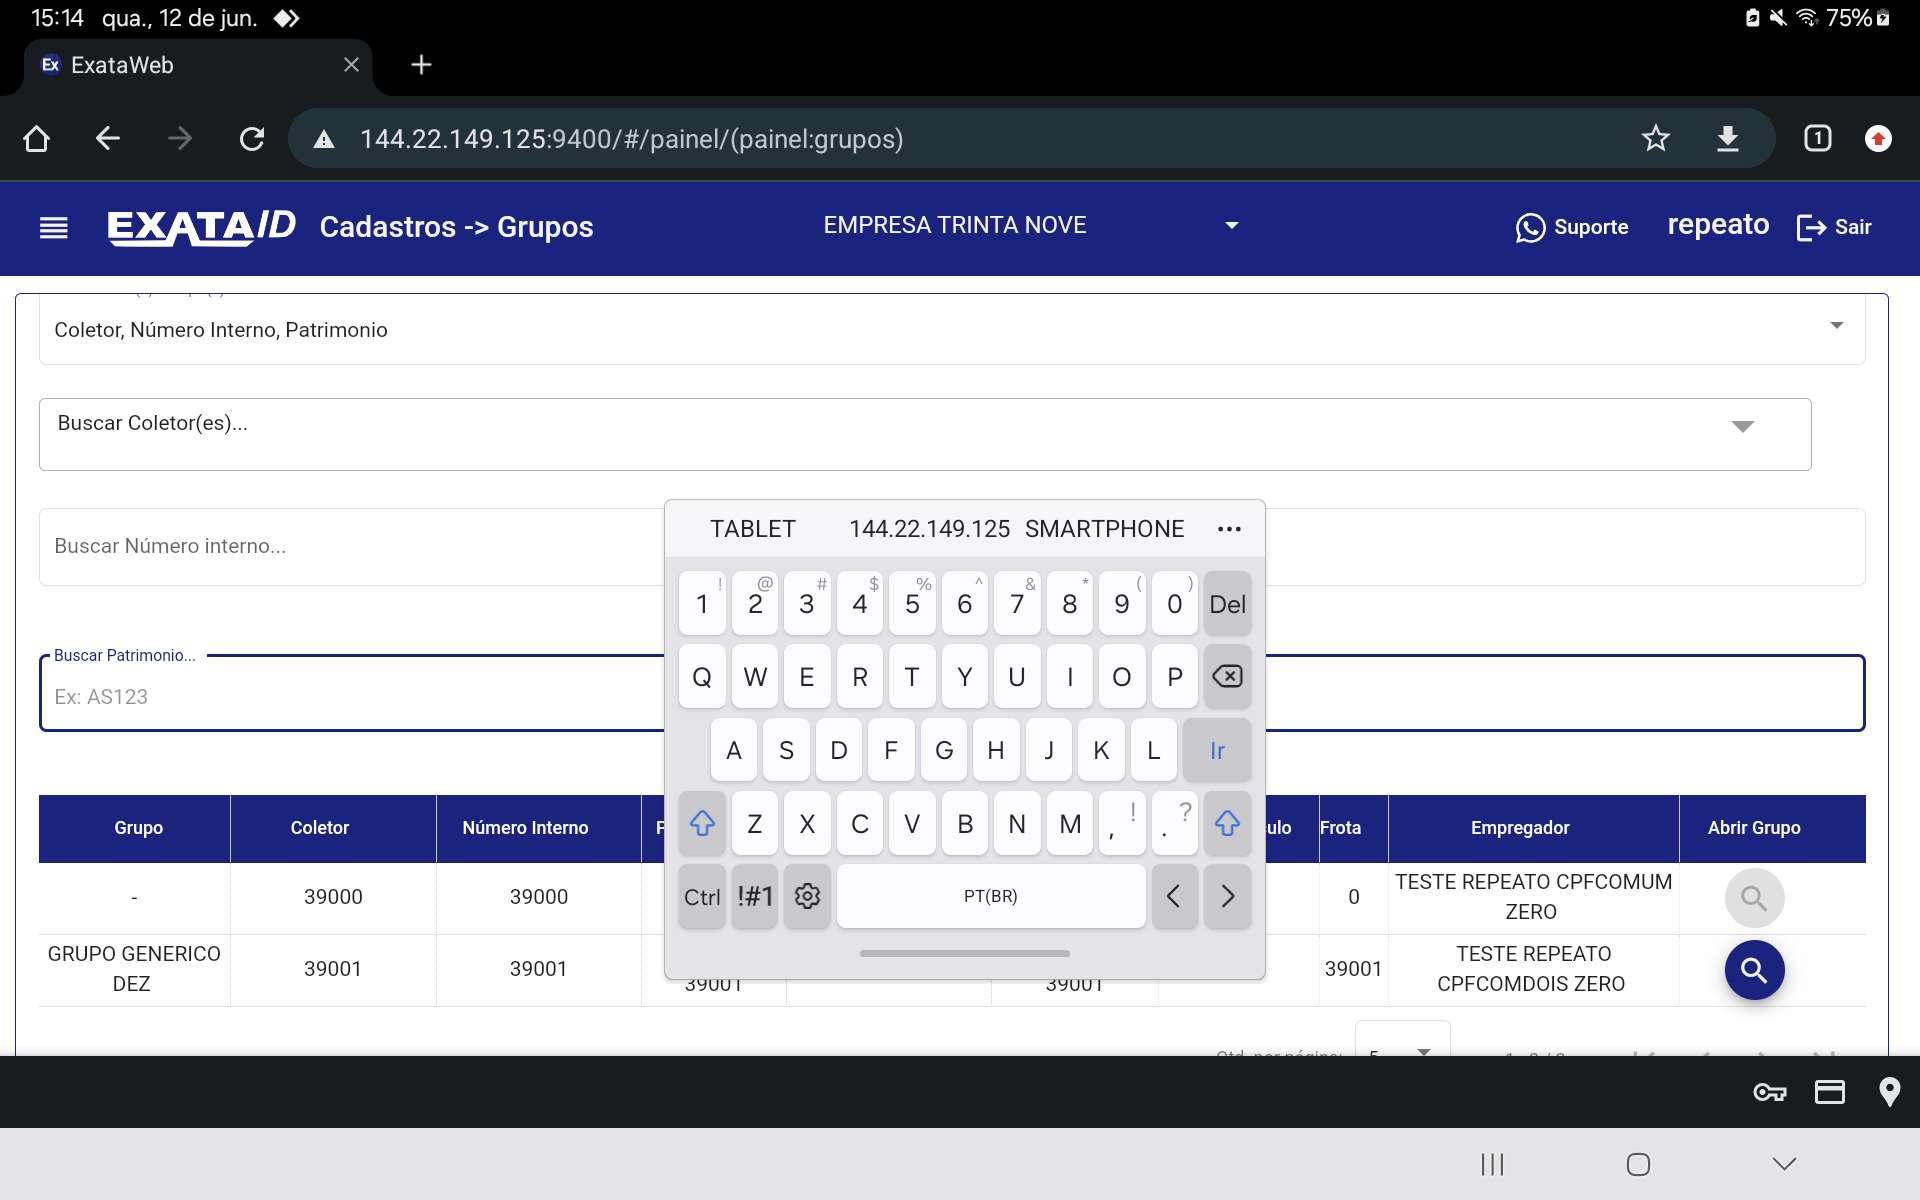 15:14 qua., 12 de jun. 75%
Ex ExataWeb
144.22.149.125:9400/#/painel/(painel:grupos) 1
EXATAID Cadastros -> Grupos EMPRESA TRINTA NOVE Suporte repeato Sair
Coletor, Número Interno, Patrimonio
Buscar Coletor(es)...
Buscar Número interno...
Buscar Patrimonio...
Ex: AS123
TABLET 144.22.149.125 SMARTPHONE ...
! @ # $ % ^ & * ( )
1 2 3 4 5 6 7 8 9 0 Del
Q W E R T Y U I O P
A S D F G H J K L Ir
Z X C V B N M , ! . ?
Ctrl !#1 PT(BR) < >
Grupo Coletor Número Interno Frota Empregador Abrir Grupo
- 39000 39000 0 TESTE REPEATO CPFCOMUM ZERO
GRUPO GENERICO DEZ 39001 39001 39001 39001 39001 TESTE REPEATO CPFCOMDOIS ZERO